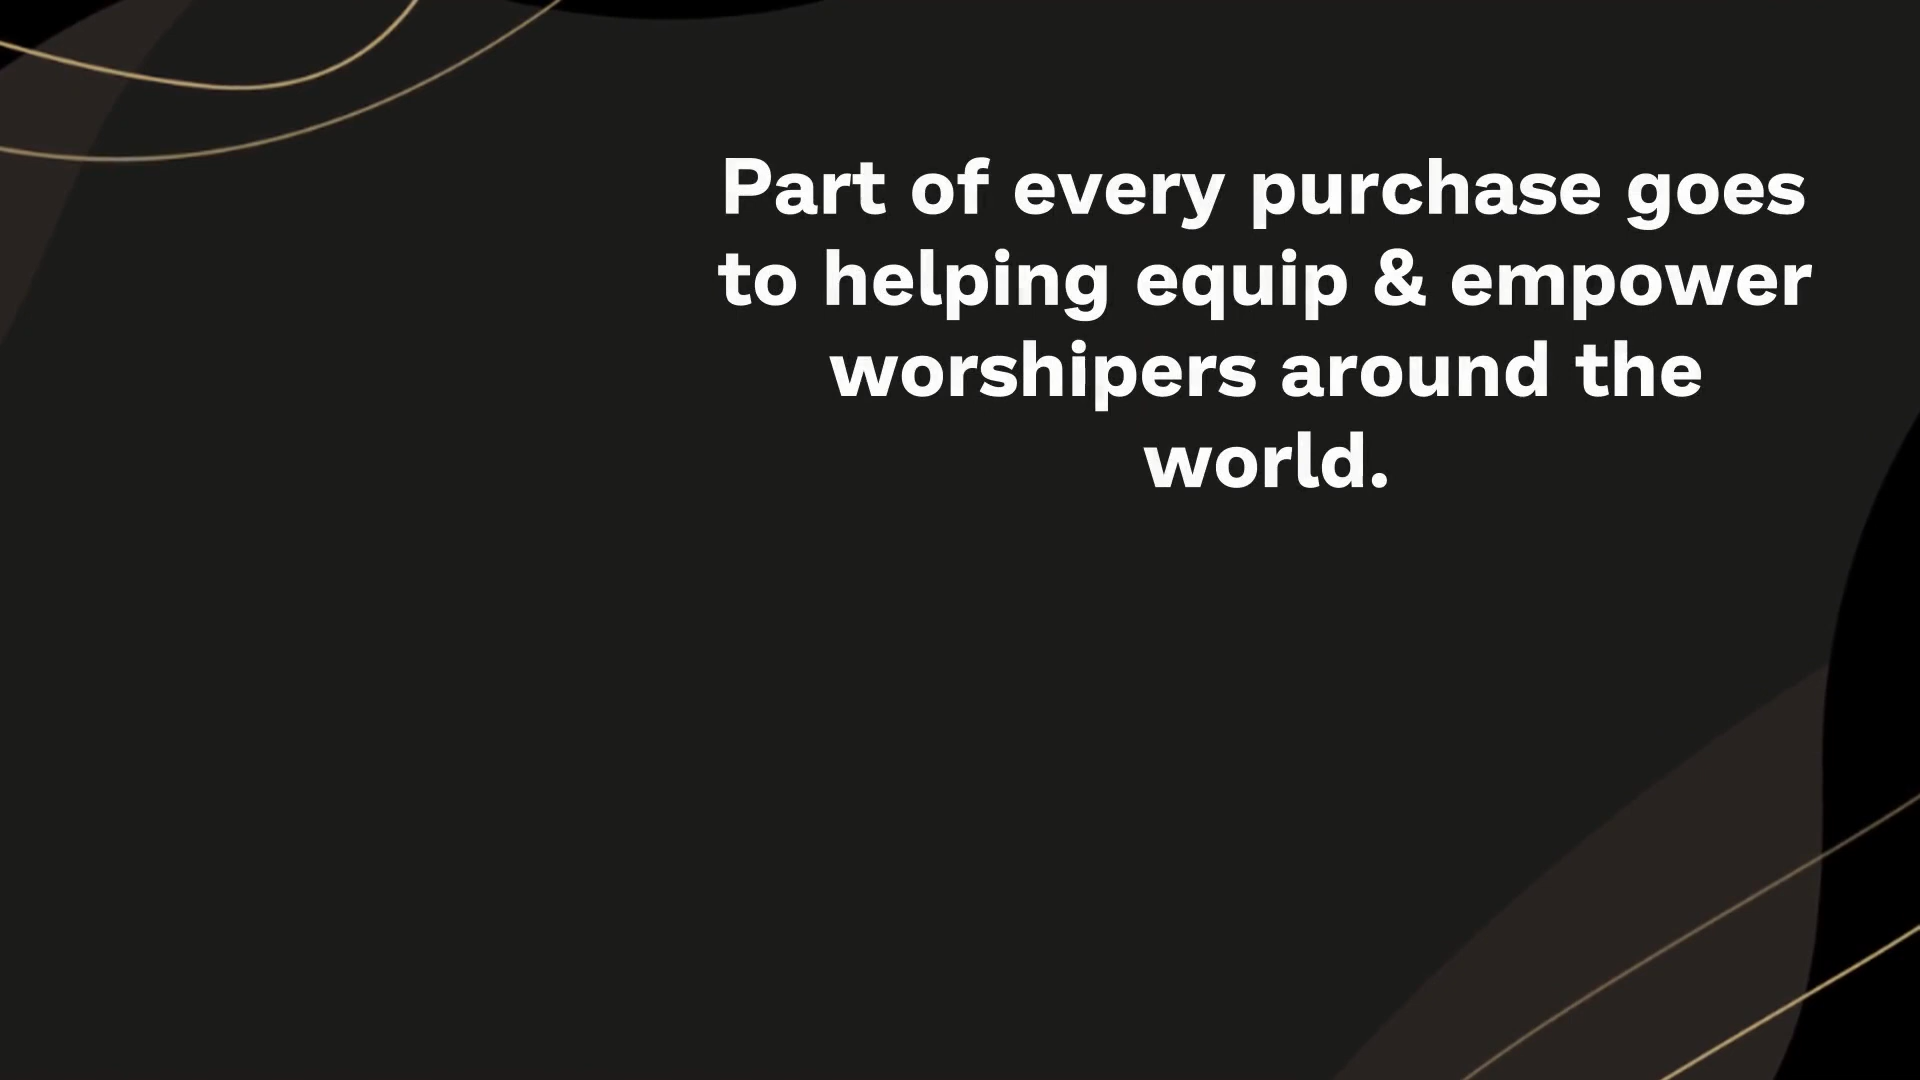 Part of every purchase goes
to helping equip & empower
worshipers around the
world.